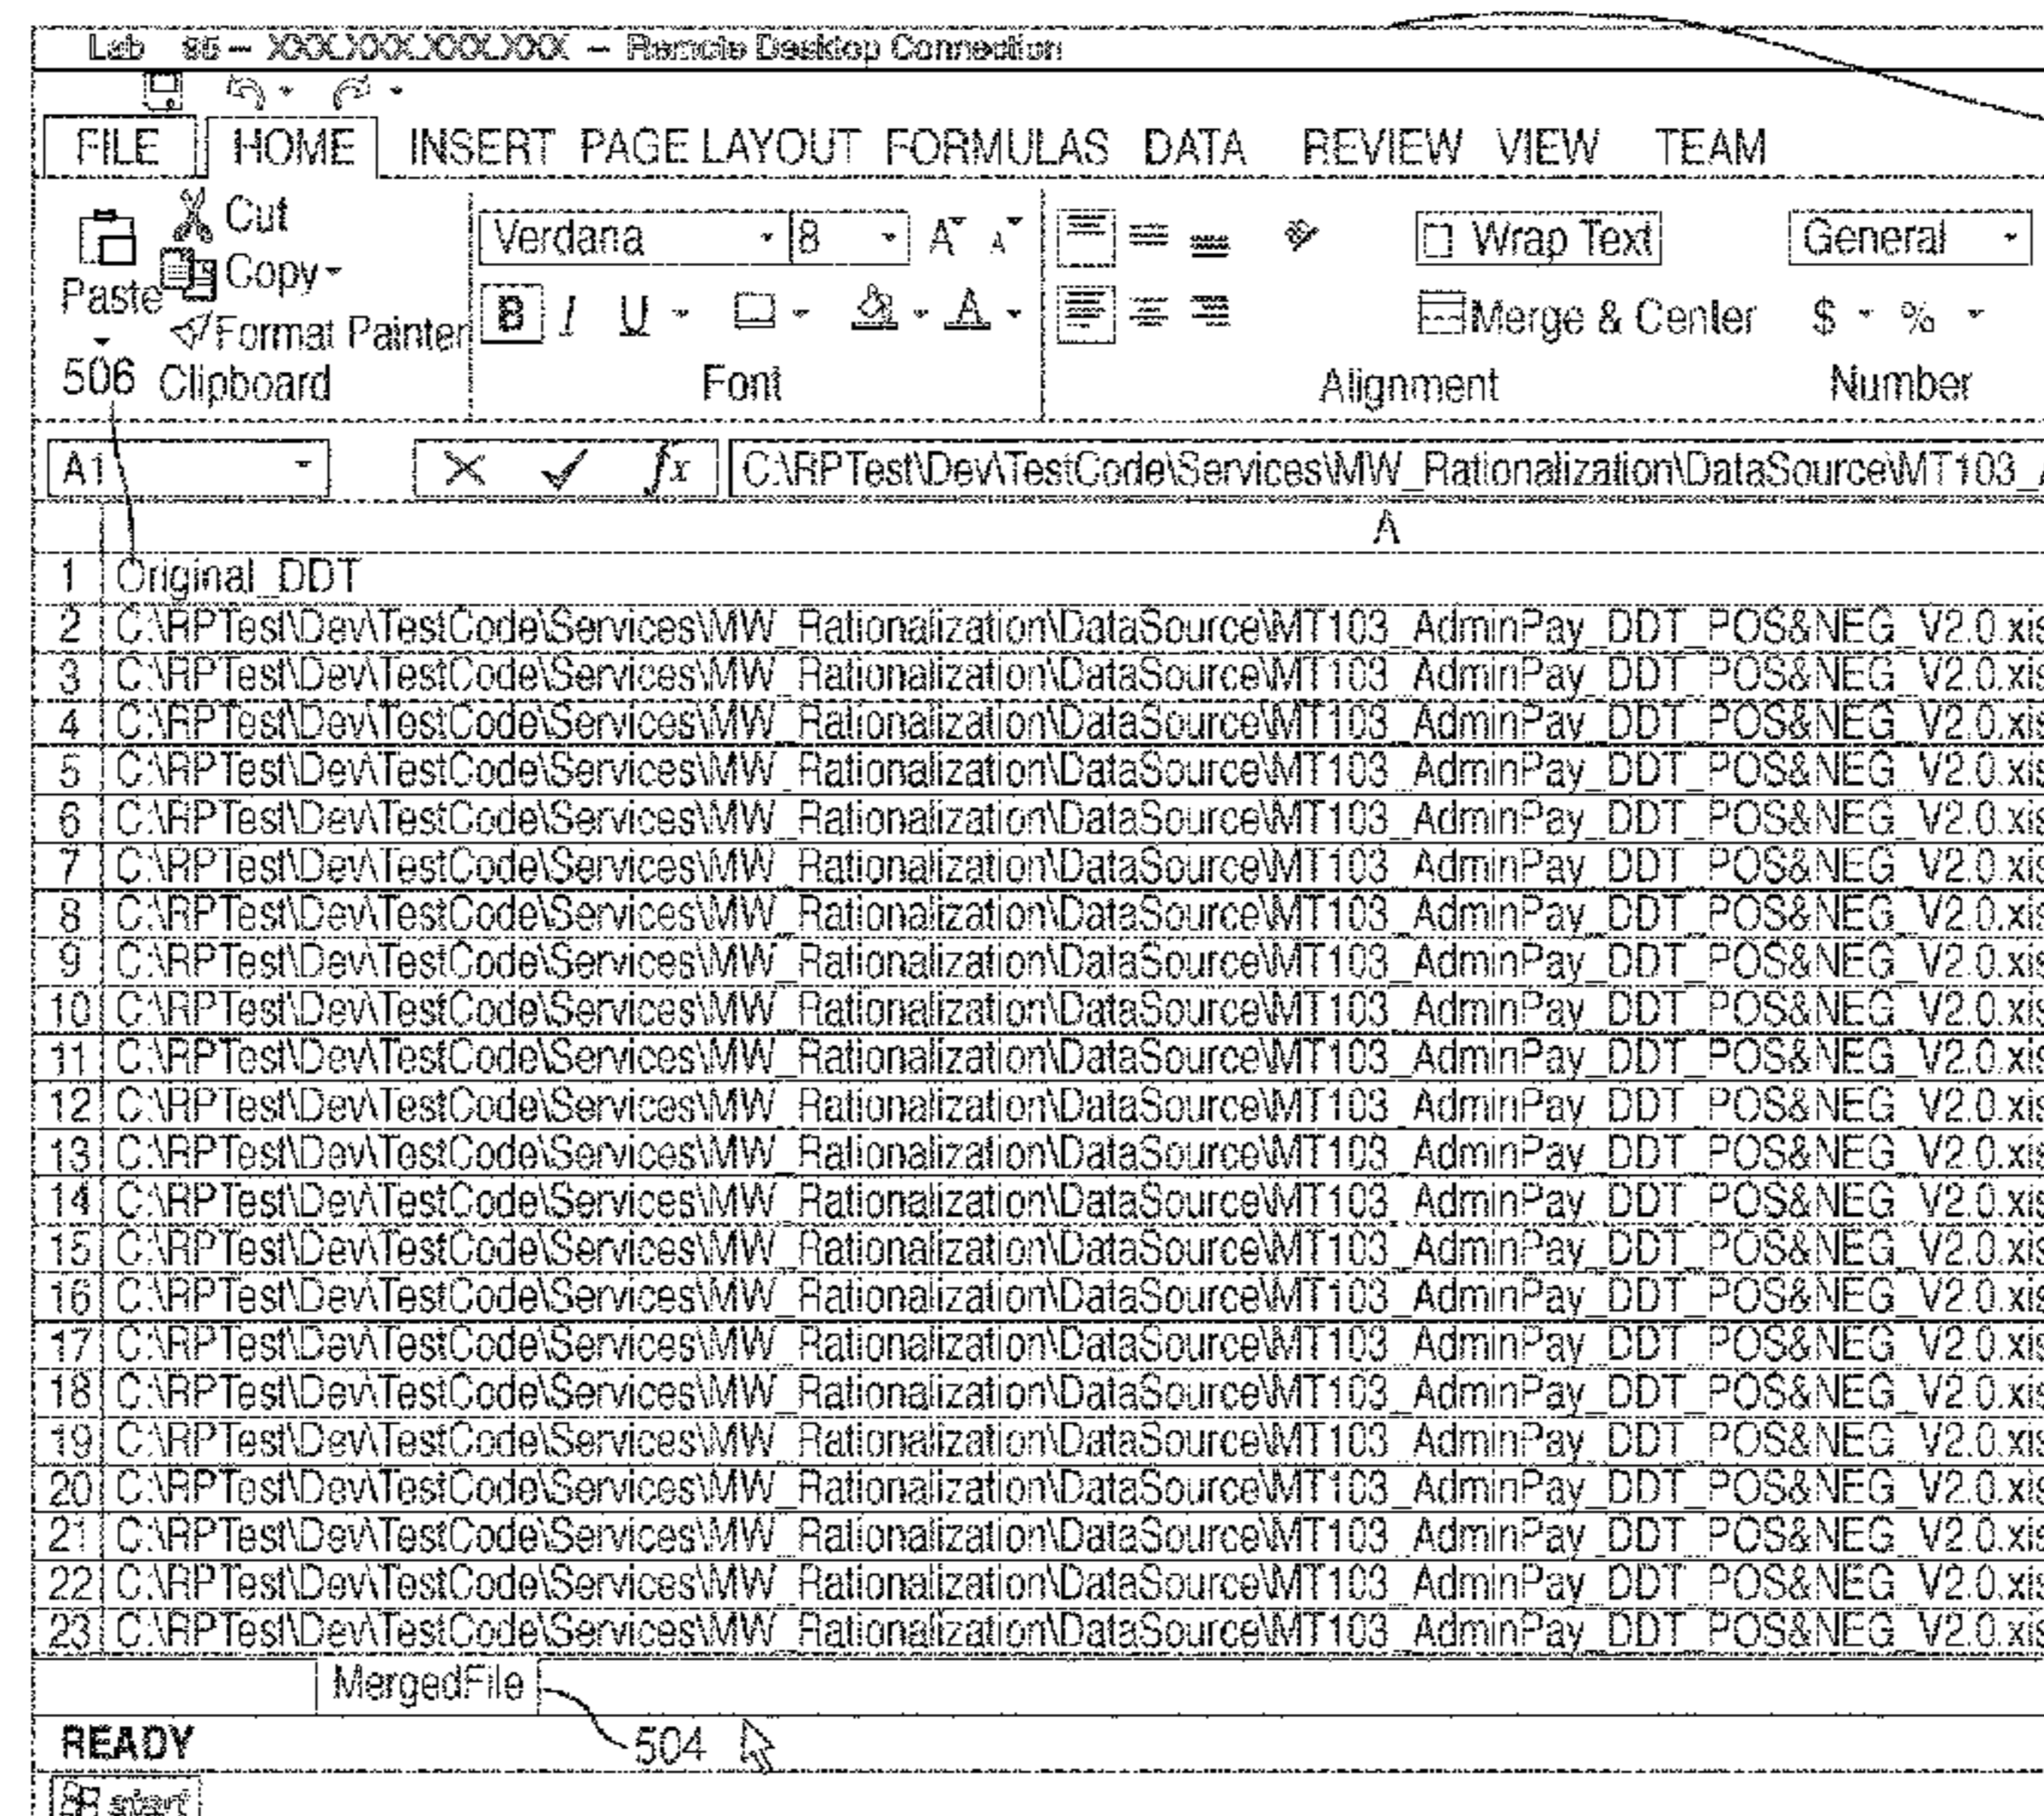 Lab 86 – XXX.XXX.XXX.XXX – Remote Desktop Connection
FILE HOME INSERT PAGE LAYOUT FORMULAS DATA REVIEW VIEW TEAM
Cut
Copy
Paste
Format Painter
Verdana 8 A A
Wrap Text
General
B I U A
Merge & Center
$ %
506 Clipboard Font Alignment Number
A1 fx C:\RPTest\Dev\TestCode\Services\MW_Rationalization\DataSource\MT103_A
A
1 Original_DDT
2 C:\RPTest\Dev\TestCode\Services\MW_Rationalization\DataSource\MT103_AdminPay_DDT_POS&NEG_V2.0.xls
3 C:\RPTest\Dev\TestCode\Services\MW_Rationalization\DataSource\MT103_AdminPay_DDT_POS&NEG_V2.0.xls
4 C:\RPTest\Dev\TestCode\Services\MW_Rationalization\DataSource\MT103_AdminPay_DDT_POS&NEG_V2.0.xls
5 C:\RPTest\Dev\TestCode\Services\MW_Rationalization\DataSource\MT103_AdminPay_DDT_POS&NEG_V2.0.xls
6 C:\RPTest\Dev\TestCode\Services\MW_Rationalization\DataSource\MT103_AdminPay_DDT_POS&NEG_V2.0.xls
7 C:\RPTest\Dev\TestCode\Services\MW_Rationalization\DataSource\MT103_AdminPay_DDT_POS&NEG_V2.0.xls
8 C:\RPTest\Dev\TestCode\Services\MW_Rationalization\DataSource\MT103_AdminPay_DDT_POS&NEG_V2.0.xls
9 C:\RPTest\Dev\TestCode\Services\MW_Rationalization\DataSource\MT103_AdminPay_DDT_POS&NEG_V2.0.xls
10 C:\RPTest\Dev\TestCode\Services\MW_Rationalization\DataSource\MT103_AdminPay_DDT_POS&NEG_V2.0.xls
11 C:\RPTest\Dev\TestCode\Services\MW_Rationalization\DataSource\MT103_AdminPay_DDT_POS&NEG_V2.0.xls
12 C:\RPTest\Dev\TestCode\Services\MW_Rationalization\DataSource\MT103_AdminPay_DDT_POS&NEG_V2.0.xls
13 C:\RPTest\Dev\TestCode\Services\MW_Rationalization\DataSource\MT103_AdminPay_DDT_POS&NEG_V2.0.xls
14 C:\RPTest\Dev\TestCode\Services\MW_Rationalization\DataSource\MT103_AdminPay_DDT_POS&NEG_V2.0.xls
15 C:\RPTest\Dev\TestCode\Services\MW_Rationalization\DataSource\MT103_AdminPay_DDT_POS&NEG_V2.0.xls
16 C:\RPTest\Dev\TestCode\Services\MW_Rationalization\DataSource\MT103_AdminPay_DDT_POS&NEG_V2.0.xls
17 C:\RPTest\Dev\TestCode\Services\MW_Rationalization\DataSource\MT103_AdminPay_DDT_POS&NEG_V2.0.xls
18 C:\RPTest\Dev\TestCode\Services\MW_Rationalization\DataSource\MT103_AdminPay_DDT_POS&NEG_V2.0.xls
19 C:\RPTest\Dev\TestCode\Services\MW_Rationalization\DataSource\MT103_AdminPay_DDT_POS&NEG_V2.0.xls
20 C:\RPTest\Dev\TestCode\Services\MW_Rationalization\DataSource\MT103_AdminPay_DDT_POS&NEG_V2.0.xls
21 C:\RPTest\Dev\TestCode\Services\MW_Rationalization\DataSource\MT103_AdminPay_DDT_POS&NEG_V2.0.xls
22 C:\RPTest\Dev\TestCode\Services\MW_Rationalization\DataSource\MT103_AdminPay_DDT_POS&NEG_V2.0.xls
23 C:\RPTest\Dev\TestCode\Services\MW_Rationalization\DataSource\MT103_AdminPay_DDT_POS&NEG_V2.0.xls
MergedFile
READY 504
start